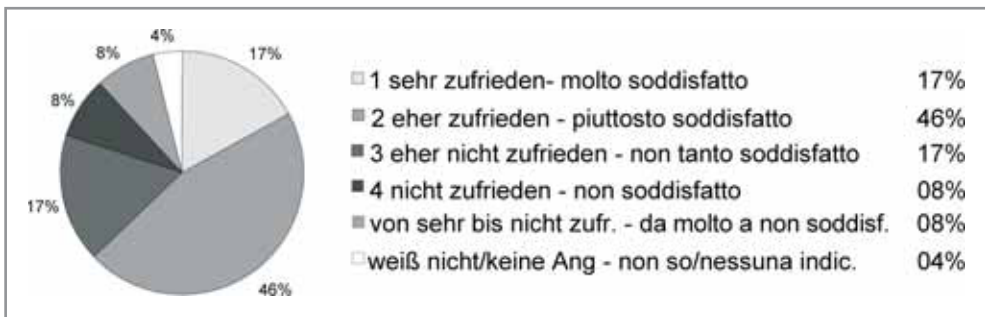 4%
8%
17%
8%
17%
46%
1 sehr zufrieden- molto soddisfatto 17%
2 eher zufrieden - piuttosto soddisfatto 46%
3 eher nicht zufrieden - non tanto soddisfatto 17%
4 nicht zufrieden - non soddisfatto 08%
von sehr bis nicht zufr. - da molto a non soddisf. 08%
weiß nicht/keine Ang - non so/nessuna indic. 04%